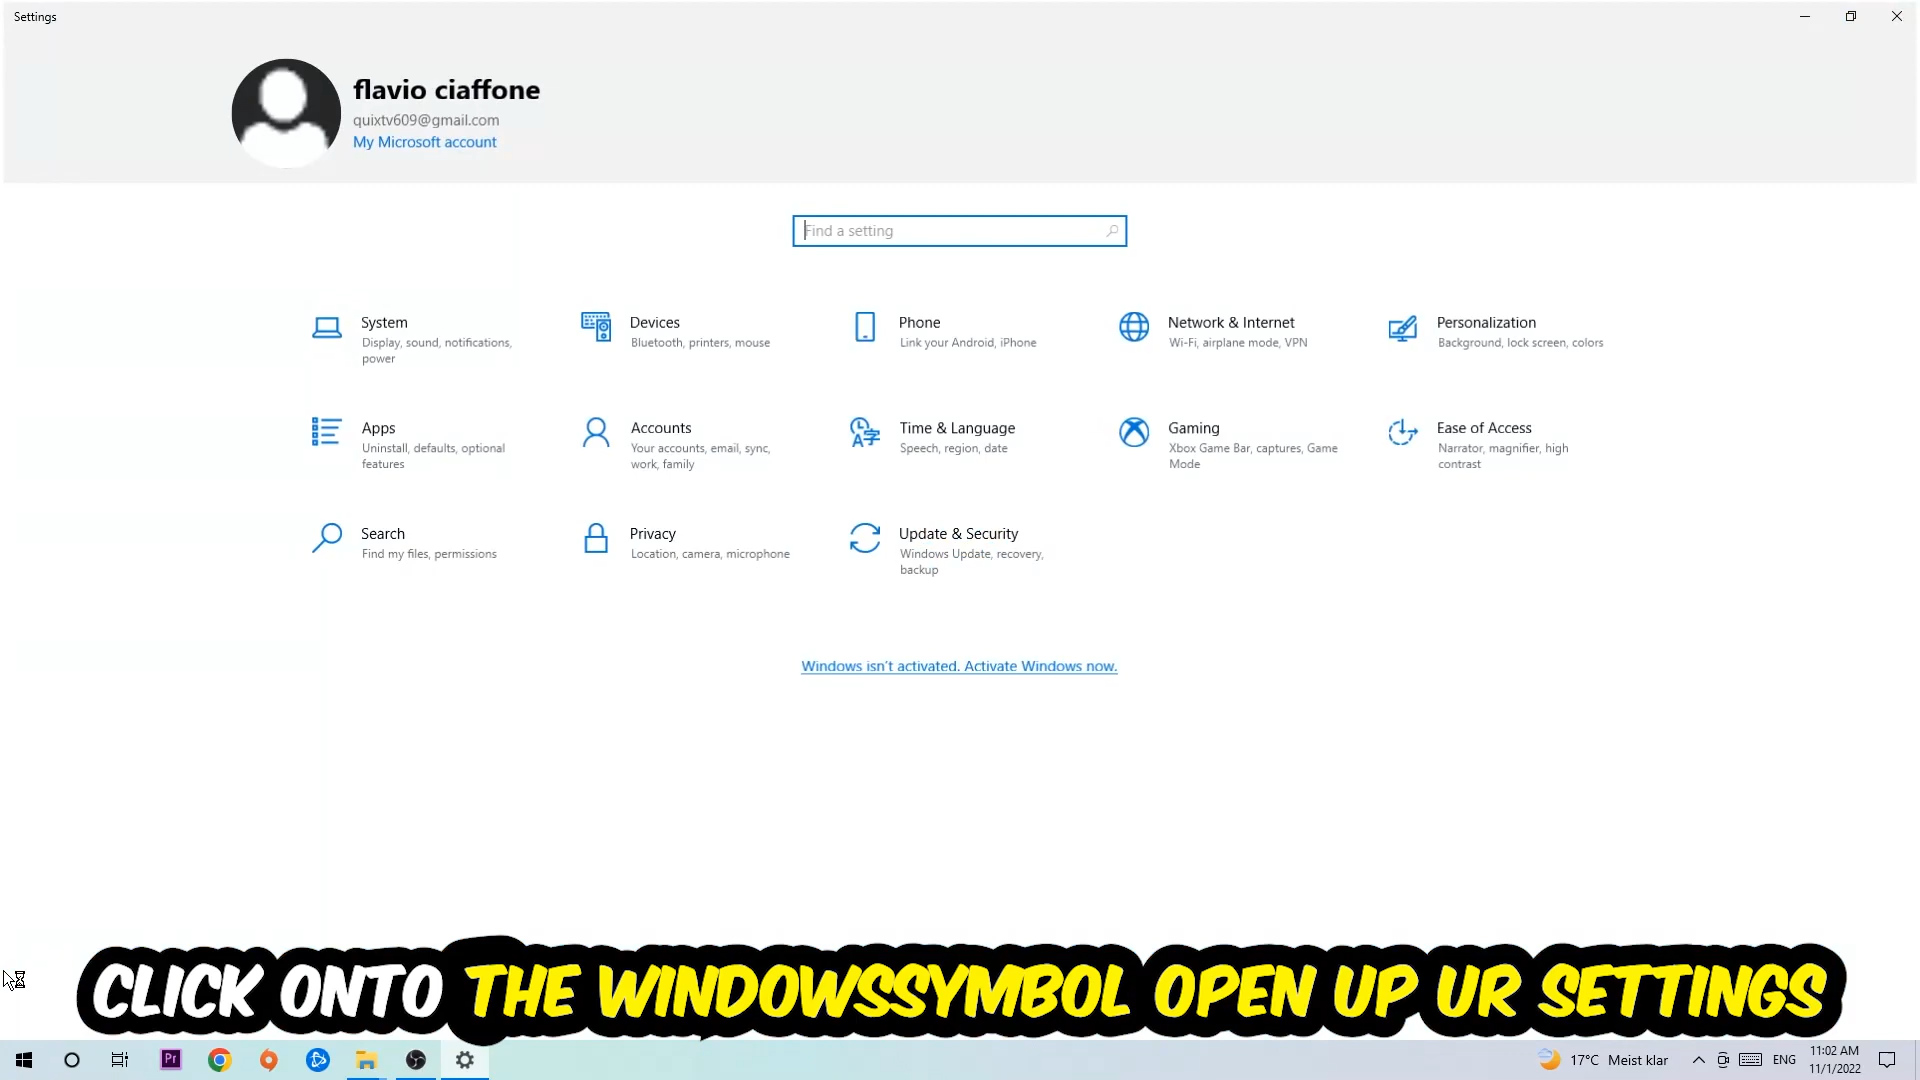 Settings
flavio ciaffone
quixtv609@gmail.com
My Microsoft account
Find a setting
System
Display, sound, notifications,
power
Devices
Bluetooth, printers, mouse
Phone
Link your Android, iPhone
Network & Internet
Wi-Fi, airplane mode, VPN
Personalization
Background, lock screen, colors
Apps
Uninstall, defaults, optional
features
Accounts
Your accounts, email, sync,
work, family
Time & Language
Speech, region, date
Gaming
Xbox Game Bar, captures, Game
Mode
Ease of Access
Narrator, magnifier, high
contrast
Search
Find my files, permissions
Privacy
Location, camera, microphone
Update & Security
Windows Update, recovery,
backup
Windows isn't activated. Activate Windows now.
CLICK ONTO THE WINDOWSSYMBOL OPEN UP UR SETTINGS
Pr
17°C Meist klar
ENG
11:02 AM
11/1/2022